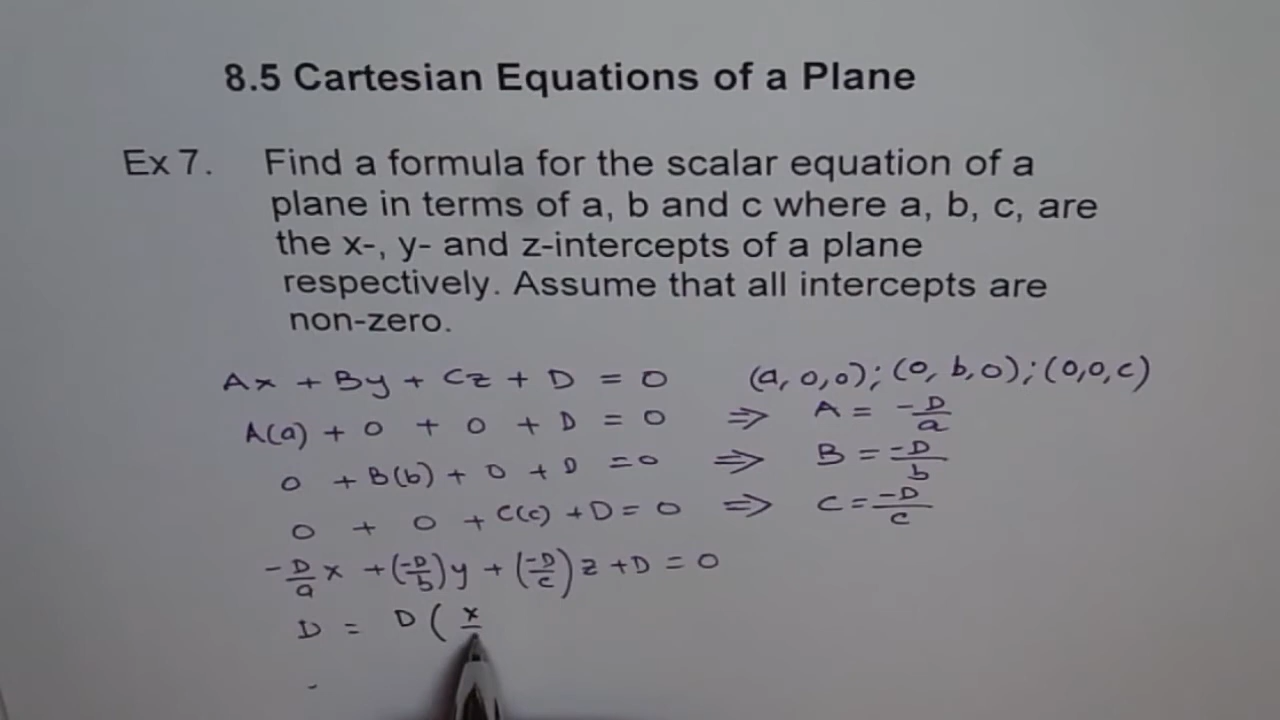 8.5 Cartesian Equations of a Plane
Ex 7. Find a formula for the scalar equation of a
plane in terms of a, b and c where a, b, c, are
the x-, y- and z-intercepts of a plane
respectively. Assume that all intercepts are
non-zero.
Ax + By + Cz + D = 0 (a, 0, 0); (0, b, 0); (0, 0, c)
A(a) + 0 + 0 + D = 0 ⇒ A = -D/a
0 + B(b) + 0 + D = 0 ⇒ B = -D/b
0 + 0 + C(c) + D = 0 ⇒ C = -D/c
-D/a x + (-D/b) y + (-D/c) z + D = 0
D = D ( x/